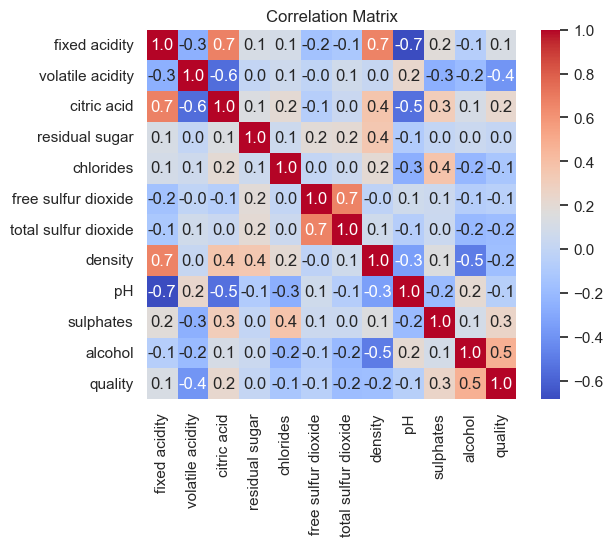 Correlation Matrix
fixed acidity 1.0 -0.3 0.7 0.1 0.1 -0.2 -0.1 0.7 -0.7 0.2 -0.1 0.1
volatile acidity -0.3 1.0 -0.6 0.0 0.1 -0.0 0.1 0.0 0.2 -0.3 -0.2 -0.4
citric acid 0.7 -0.6 1.0 0.1 0.2 -0.1 0.0 0.4 -0.5 0.3 0.1 0.2
residual sugar 0.1 0.0 0.1 1.0 0.1 0.2 0.2 0.4 -0.1 0.0 0.0 0.0
chlorides 0.1 0.1 0.2 0.1 1.0 0.0 0.0 0.2 -0.3 0.4 -0.2 -0.1
free sulfur dioxide -0.2 -0.0 -0.1 0.2 0.0 1.0 0.7 -0.0 0.1 0.1 -0.1 -0.1
total sulfur dioxide -0.1 0.1 0.0 0.2 0.0 0.7 1.0 0.1 -0.1 0.0 -0.2 -0.2
density 0.7 0.0 0.4 0.4 0.2 -0.0 0.1 1.0 -0.3 0.1 -0.5 -0.2
pH -0.7 0.2 -0.5 -0.1 -0.3 0.1 -0.1 -0.3 1.0 -0.2 0.2 -0.1
sulphates 0.2 -0.3 0.3 0.0 0.4 0.1 0.0 0.1 -0.2 1.0 0.1 0.3
alcohol -0.1 -0.2 0.1 0.0 -0.2 -0.1 -0.2 -0.5 0.2 0.1 1.0 0.5
quality 0.1 -0.4 0.2 0.0 -0.1 -0.1 -0.2 -0.2 -0.1 0.3 0.5 1.0
fixed acidity
volatile acidity
citric acid
residual sugar
chlorides
free sulfur dioxide
total sulfur dioxide
density
pH
sulphates
alcohol
quality
1.0
0.8
0.6
0.4
0.2
0.0
−0.2
−0.4
−0.6